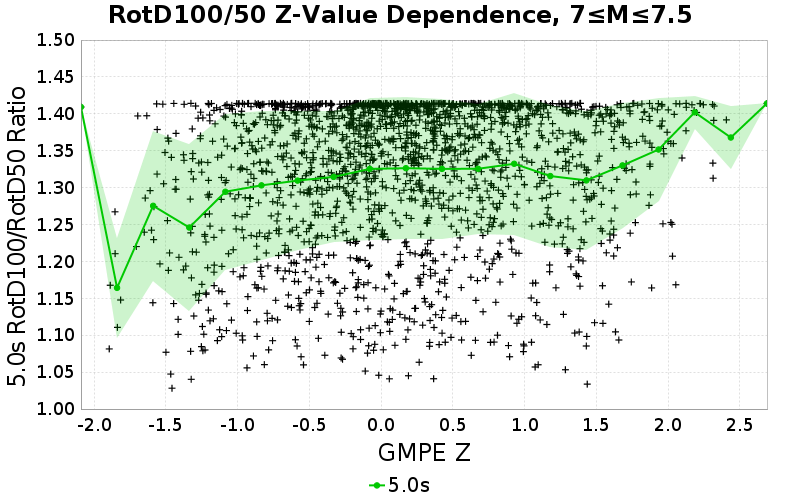 RotD100/50 Z-Value Dependence, 7≤M≤7.5
5.0s RotD100/RotD50 Ratio
1.50
1.45
1.40
1.35
1.30
1.25
1.20
1.15
1.10
1.05
1.00
-2.0 -1.5 -1.0 -0.5 0.0 0.5 1.0 1.5 2.0 2.5
GMPE Z
5.0s